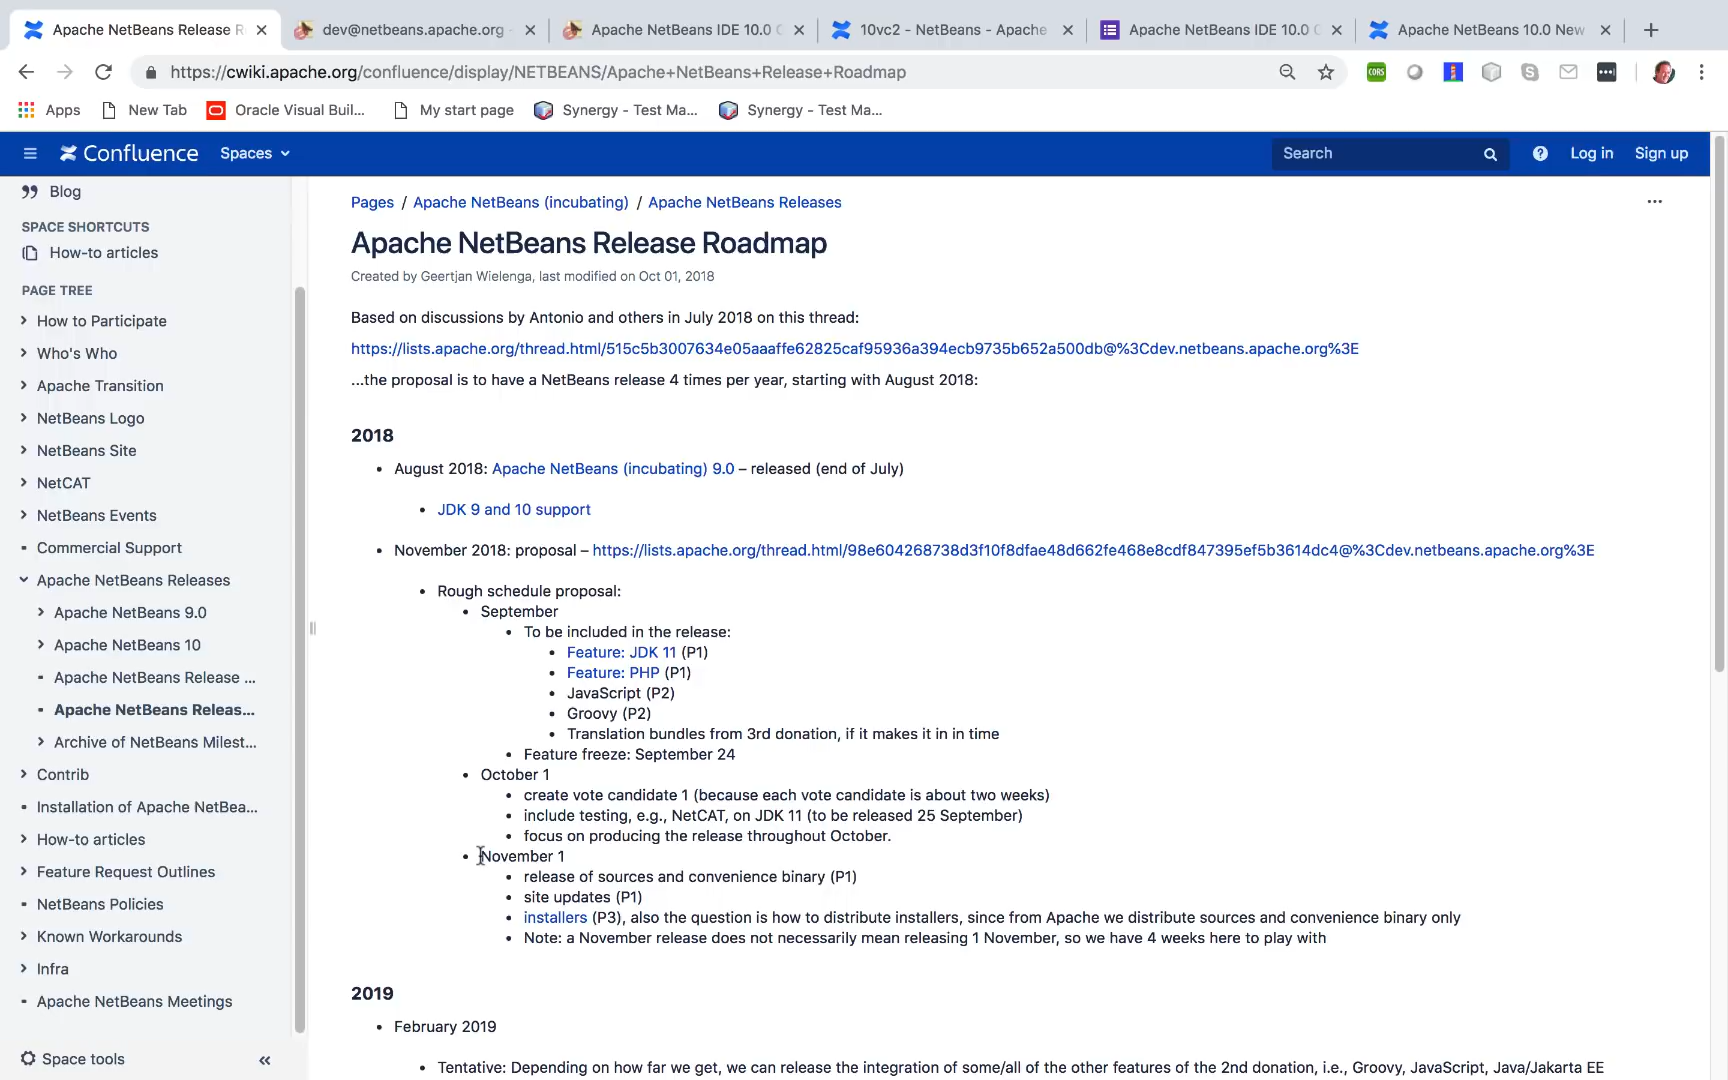 Apache NetBeans Release R
dev@netbeans.apache.org
Apache NetBeans IDE 10.0 C
10vc2 - NetBeans - Apache
Apache NetBeans IDE 10.0 C
Apache NetBeans 10.0 New
https://cwiki.apache.org/confluence/display/NETBEANS/Apache+NetBeans+Release+Roadmap
CORS
Apps
New Tab
Oracle Visual Buil...
My start page
Synergy - Test Ma...
Synergy - Test Ma...
Confluence
Spaces
Search
Log in
Sign up
Blog
SPACE SHORTCUTS
How-to articles
PAGE TREE
How to Participate
Who's Who
Apache Transition
NetBeans Logo
NetBeans Site
NetCAT
NetBeans Events
Commercial Support
Apache NetBeans Releases
Apache NetBeans 9.0
Apache NetBeans 10
Apache NetBeans Release ...
Apache NetBeans Releas...
Archive of NetBeans Milest...
Contrib
Installation of Apache NetBea...
How-to articles
Feature Request Outlines
NetBeans Policies
Known Workarounds
Infra
Apache NetBeans Meetings
Space tools
Pages / Apache NetBeans (incubating) / Apache NetBeans Releases
Apache NetBeans Release Roadmap
Created by Geertjan Wielenga, last modified on Oct 01, 2018
Based on discussions by Antonio and others in July 2018 on this thread:
https://lists.apache.org/thread.html/515c5b3007634e05aaaffe62825caf95936a394ecb9735b652a500db@%3Cdev.netbeans.apache.org%3E
...the proposal is to have a NetBeans release 4 times per year, starting with August 2018:
2018
• August 2018: Apache NetBeans (incubating) 9.0 – released (end of July)
• JDK 9 and 10 support
• November 2018: proposal – https://lists.apache.org/thread.html/98e604268738d3f10f8dfae48d662fe468e8cdf847395ef5b3614dc4@%3Cdev.netbeans.apache.org%3E
• Rough schedule proposal:
• September
• To be included in the release:
• Feature: JDK 11 (P1)
• Feature: PHP (P1)
• JavaScript (P2)
• Groovy (P2)
• Translation bundles from 3rd donation, if it makes it in in time
• Feature freeze: September 24
• October 1
• create vote candidate 1 (because each vote candidate is about two weeks)
• include testing, e.g., NetCAT, on JDK 11 (to be released 25 September)
• focus on producing the release throughout October.
• November 1
• release of sources and convenience binary (P1)
• site updates (P1)
• installers (P3), also the question is how to distribute installers, since from Apache we distribute sources and convenience binary only
• Note: a November release does not necessarily mean releasing 1 November, so we have 4 weeks here to play with
2019
• February 2019
• Tentative: Depending on how far we get, we can release the integration of some/all of the other features of the 2nd donation, i.e., Groovy, JavaScript, Java/Jakarta EE